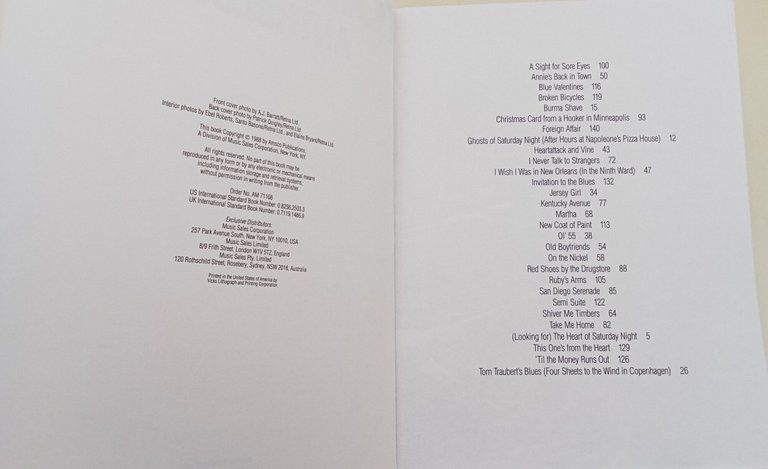 Front cover photo by A.J. Barratt/Retna Ltd.
Back cover photo by Patrick Quigley/Retna Ltd.
Interior photos by Ebet Roberts, Santo Basone/Retna Ltd., and Elaine Bryant/Retna Ltd.
This book Copyright © 1988 by Amsco Publications,
A Division of Music Sales Corporation, New York, NY.
All rights reserved. No part of this book may be
reproduced in any form or by any electronic or mechanical means
including information storage and retrieval systems,
without permission in writing from the publisher.
Order No. AM 71168
US International Standard Book Number: 0.8256.2503.3
UK International Standard Book Number: 0.7119.1486.9
Exclusive Distributors:
Music Sales Corporation
257 Park Avenue South, New York, NY 10010, USA
Music Sales Limited
8/9 Frith Street, London W1V 5TZ, England
Music Sales Pty. Limited
120 Rothschild Street, Rosebery, Sydney, NSW 2018, Australia
Printed in the United States of America by
Vicks Lithograph and Printing Corporation
A Sight for Sore Eyes 100
Annie's Back in Town 50
Blue Valentines 116
Broken Bicycles 119
Burma Shave 15
Christmas Card from a Hooker in Minneapolis 93
Foreign Affair 140
Ghosts of Saturday Night (After Hours at Napoleone's Pizza House) 12
Heartattack and Vine 43
I Never Talk to Strangers 72
I Wish I Was in New Orleans (In the Ninth Ward) 47
Invitation to the Blues 132
Jersey Girl 34
Kentucky Avenue 77
Martha 68
New Coat of Paint 113
Ol' 55 38
Old Boyfriends 54
On the Nickel 58
Red Shoes by the Drugstore 88
Ruby's Arms 105
San Diego Serenade 85
Semi Suite 122
Shiver Me Timbers 64
Take Me Home 82
(Looking for) The Heart of Saturday Night 5
This One's from the Heart 129
'Til the Money Runs Out 126
Tom Traubert's Blues (Four Sheets to the Wind in Copenhagen) 26